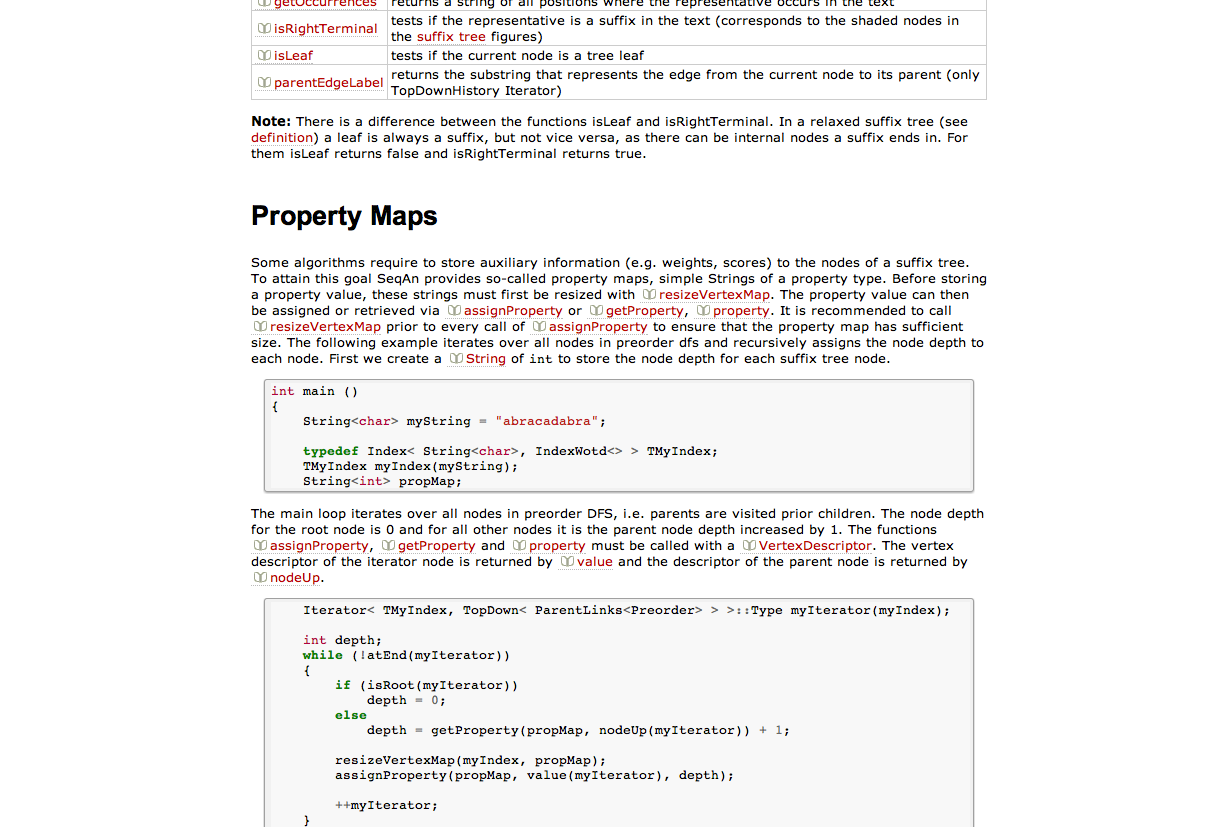 getOccurrences returns a string of all positions where the representative occurs in the text
isRightTerminal tests if the representative is a suffix in the text (corresponds to the shaded nodes in
the suffix tree figures)
isLeaf tests if the current node is a tree leaf
parentEdgeLabel returns the substring that represents the edge from the current node to its parent (only
TopDownHistory Iterator)
Note: There is a difference between the functions isLeaf and isRightTerminal. In a relaxed suffix tree (see
definition) a leaf is always a suffix, but not vice versa, as there can be internal nodes a suffix ends in. For
them isLeaf returns false and isRightTerminal returns true.
Property Maps
Some algorithms require to store auxiliary information (e.g. weights, scores) to the nodes of a suffix tree.
To attain this goal SeqAn provides so-called property maps, simple Strings of a property type. Before storing
a property value, these strings must first be resized with resizeVertexMap. The property value can then
be assigned or retrieved via assignProperty or getProperty, property. It is recommended to call
resizeVertexMap prior to every call of assignProperty to ensure that the property map has sufficient
size. The following example iterates over all nodes in preorder dfs and recursively assigns the node depth to
each node. First we create a String of int to store the node depth for each suffix tree node.
int main ()
{
    String<char> myString = "abracadabra";
    typedef Index< String<char>, IndexWotd<> > TMyIndex;
    TMyIndex myIndex(myString);
    String<int> propMap;
The main loop iterates over all nodes in preorder DFS, i.e. parents are visited prior children. The node depth
for the root node is 0 and for all other nodes it is the parent node depth increased by 1. The functions
assignProperty, getProperty and property must be called with a VertexDescriptor. The vertex
descriptor of the iterator node is returned by value and the descriptor of the parent node is returned by
nodeUp.
    Iterator< TMyIndex, TopDown< ParentLinks<Preorder> > >::Type myIterator(myIndex);
    int depth;
    while (!atEnd(myIterator))
    {
        if (isRoot(myIterator))
            depth = 0;
        else
            depth = getProperty(propMap, nodeUp(myIterator)) + 1;
        resizeVertexMap(myIndex, propMap);
        assignProperty(propMap, value(myIterator), depth);
        ++myIterator;
    }